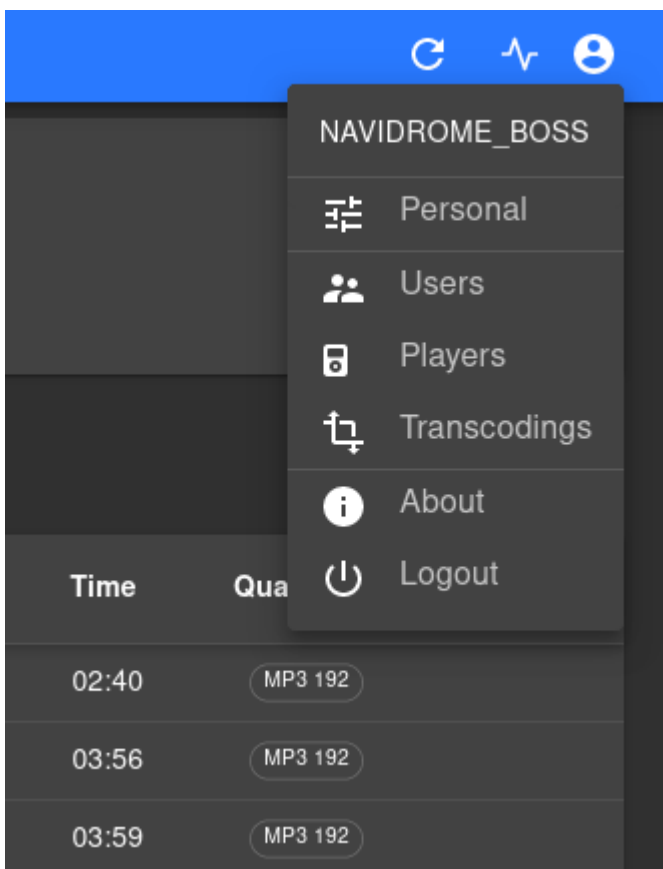 NAVIDROME_BOSS
Personal
Users
Players
Transcodings
About
Logout
Time Qua
02:40 MP3 192
03:56 MP3 192
03:59 MP3 192